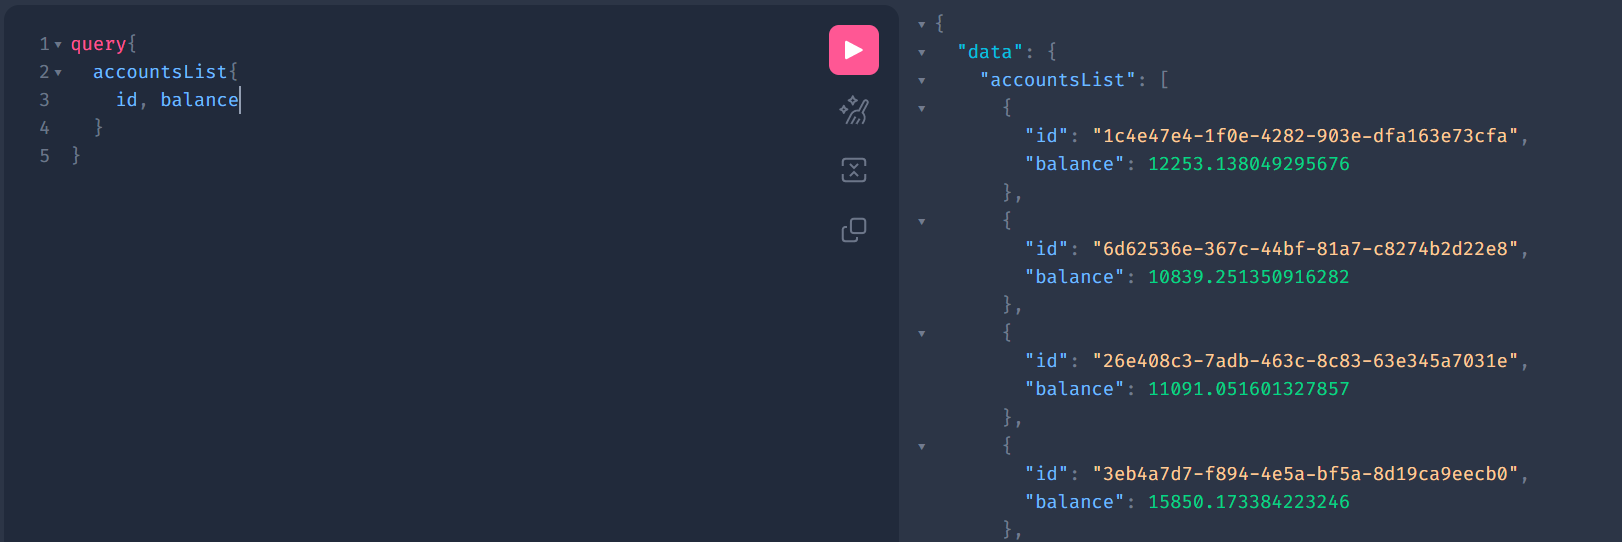 1 query{
2 accountsList{
3 id, balance
4 }
5 }
{
"data": {
"accountsList": [
{
"id": "1c4e47e4-1f0e-4282-903e-dfa163e73cfa",
"balance": 12253.138049295676
},
{
"id": "6d62536e-367c-44bf-81a7-c8274b2d22e8",
"balance": 10839.251350916282
},
{
"id": "26e408c3-7adb-463c-8c83-63e345a7031e",
"balance": 11091.051601327857
},
{
"id": "3eb4a7d7-f894-4e5a-bf5a-8d19ca9eecb0",
"balance": 15850.173384223246
},